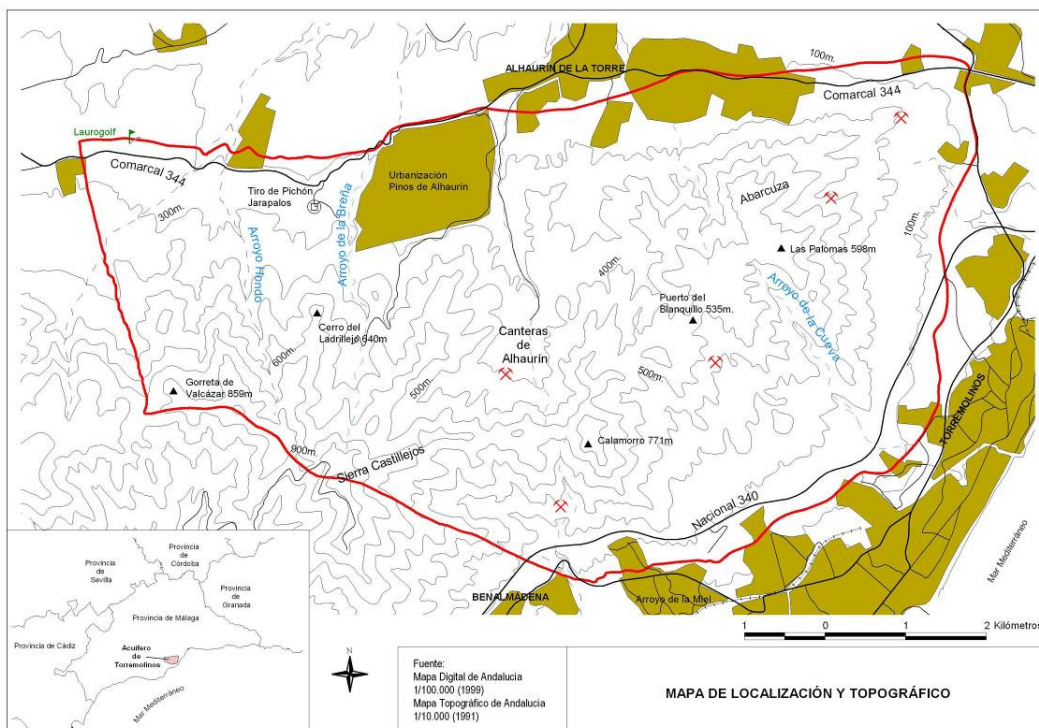 ALHAURÍN DE LA TORRE
100m.
Comarcal 344
Laurogolf
Comarcal 344
Urbanización
Pinos de Alhaurín
Tiro de Pichón
Jarapalos
Abarcuza
300m.
Arroyo Hondo
Arroyo de la Breña
100m.
Las Palomas 598m
400m.
Arroyo de la Cueva
Puerto del
Blanquillo 535m.
Cerro del
Ladrillejo 640m
Canteras
de
Alhaurín
600m.
500m.
500m.
Gorreta de
Valcázar 859m
TORREMOLINOS
Calamorro 771m
900m.
Sierra Castillejos
Nacional 340
Mar Mediterráneo
BENALMÁDENA
Arroyo de la Miel
1 0 1 2 Kilómetros
Provincia
de
Sevilla
Provincia
de
Córdoba
Provincia
de
Granada
Provincia de Málaga
Provincia de Cádiz
Acuífero
de
Torremolinos
Mar Mediterráneo
N
Fuente:
Mapa Digital de Andalucia
1/100.000 (1999)
Mapa Topográfico de Andalucía
1/10.000 (1991)
MAPA DE LOCALIZACIÓN Y TOPOGRÁFICO